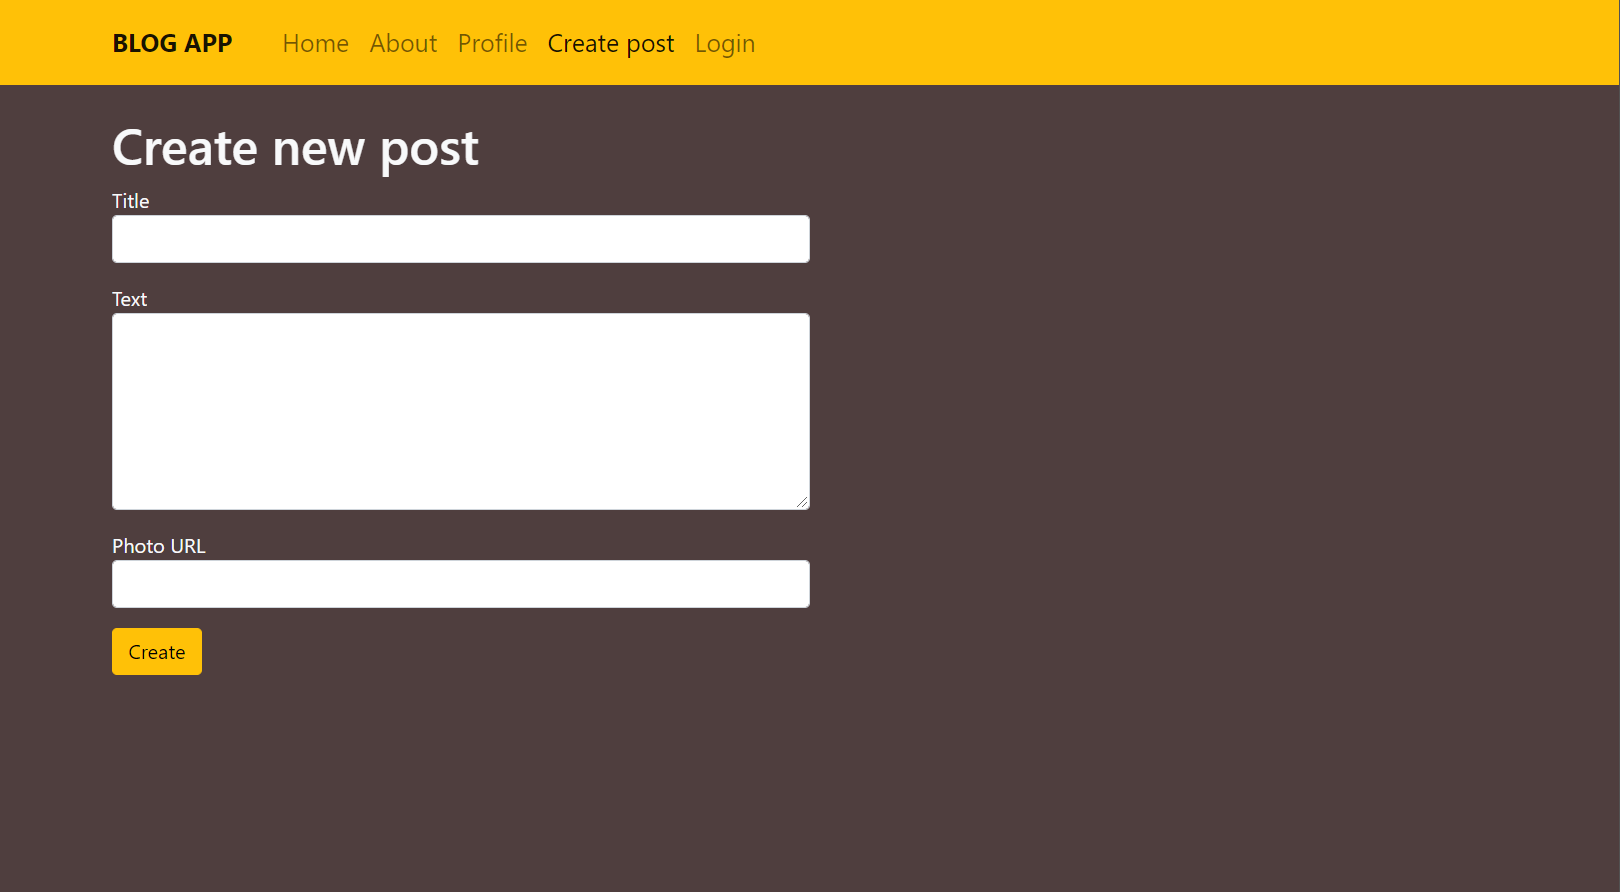 BLOG APP Home About Profile Create post Login
Create new post
Title
Text
Photo URL
Create